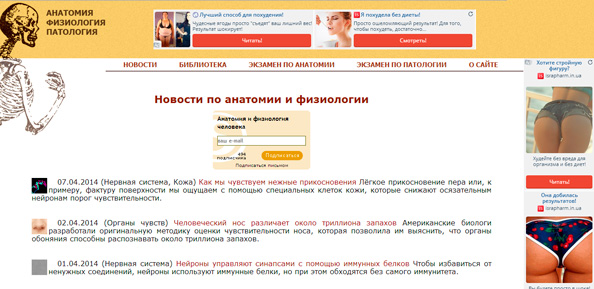 АНАТОМИЯ
ФИЗИОЛОГИЯ
ПАТОЛОГИЯ
Лучший способ для похудения!
Чудесные ягоды просто "съедят" ваш лишний вес!
Результат шокирует!
Читать!
Я похудела без диеты!
Просто ошеломляющий результат! Для того,
чтобы похудеть, достаточно...
Смотреть!
НОВОСТИ БИБЛИОТЕКА ЭКЗАМЕН ПО АНАТОМИИ ЭКЗАМЕН ПО ПАТОЛОГИИ О САЙТЕ
Новости по анатомии и физиологии
Анатомия и физиология
человека
ваш e-mail
494
подписчика
Подписаться
Подписаться письмом
07.04.2014 (Нервная система, Кожа) Как мы чувствуем нежные прикосновения Лёгкое прикосновение пера или, к
примеру, фактуру поверхности мы ощущаем с помощью специальных клеток кожи, которые снижают осязательным
нейронам порог чувствительности.
02.04.2014 (Органы чувств) Человеческий нос различает около триллиона запахов Американские биологи
разработали оригинальную методику оценки чувствительности носа, которая позволила им выяснить, что органы
обоняния способны распознавать около триллиона запахов.
01.04.2014 (Нервная система) Нейроны управляют синапсами с помощью иммунных белков Чтобы избавиться от
ненужных соединений, нейроны используют иммунные белки, но при этом обходятся без самого иммунитета.
Хотите стройную
фигуру?
israpharm.in.ua
Худейте без вреда для
организма и без диет!
Читать!
Она добилась
результатов!
israpharm.in.ua
Вы будете просто в шоке!